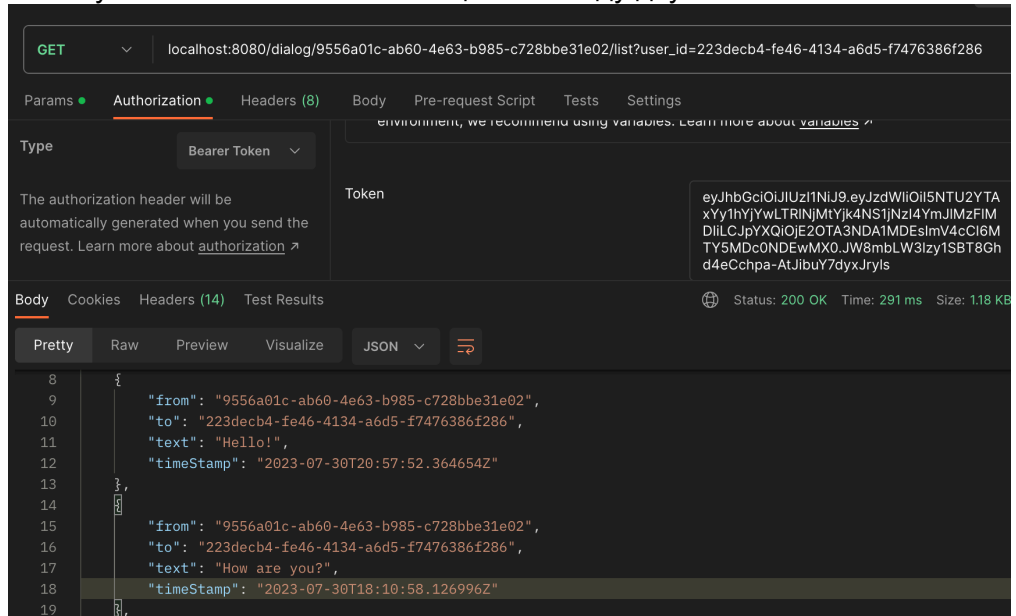 GET localhost:8080/dialog/9556a01c-ab60-4e63-b985-c728bbe31e02/list?user_id=223decb4-fe46-4134-a6d5-f7476386f286
Params Authorization Headers (8) Body Pre-request Script Tests Settings
environment, we recommend using variables. Learn more about variables ↗
Type Bearer Token
The authorization header will be
automatically generated when you send the
request. Learn more about authorization ↗
Token
eyJhbGciOiJIUzI1NiJ9.eyJzdWIiOiI5NTU2YTA
xYy1hYjYwLTRlNjMtYjk4NS1jNzI4YmJlMzFlM
DIiLCJpYXQiOjE2OTA3NDA1MDEsImV4cCI6M
TY5MDc0NDEwMX0.JW8mbLW3Izy1SBT8Gh
d4eCchpa-AtJibuY7dyxJryIs
Body Cookies Headers (14) Test Results Status: 200 OK Time: 291 ms Size: 1.18 KB
Pretty Raw Preview Visualize JSON
8 {
9 "from": "9556a01c-ab60-4e63-b985-c728bbe31e02",
10 "to": "223decb4-fe46-4134-a6d5-f7476386f286",
11 "text": "Hello!",
12 "timeStamp": "2023-07-30T20:57:52.364654Z"
13 },
14 {
15 "from": "9556a01c-ab60-4e63-b985-c728bbe31e02",
16 "to": "223decb4-fe46-4134-a6d5-f7476386f286",
17 "text": "How are you?",
18 "timeStamp": "2023-07-30T18:10:58.126996Z"
19 },